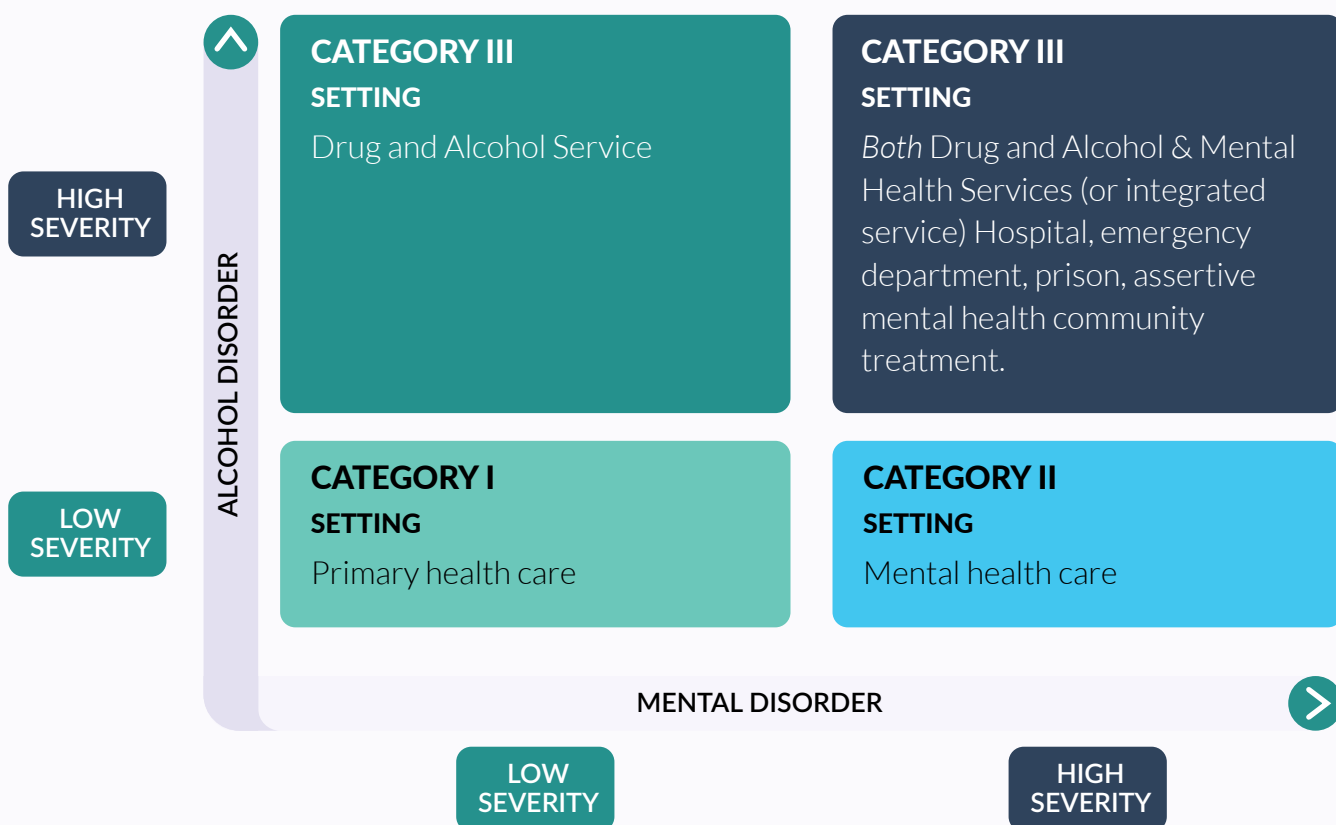 CATEGORY III
SETTING
Drug and Alcohol Service
CATEGORY III
SETTING
Both Drug and Alcohol & Mental
Health Services (or integrated
service) Hospital, emergency
department, prison, assertive
mental health community
treatment.
HIGH
SEVERITY
ALCOHOL DISORDER
LOW
SEVERITY
CATEGORY I
SETTING
Primary health care
CATEGORY II
SETTING
Mental health care
MENTAL DISORDER
LOW
SEVERITY
HIGH
SEVERITY